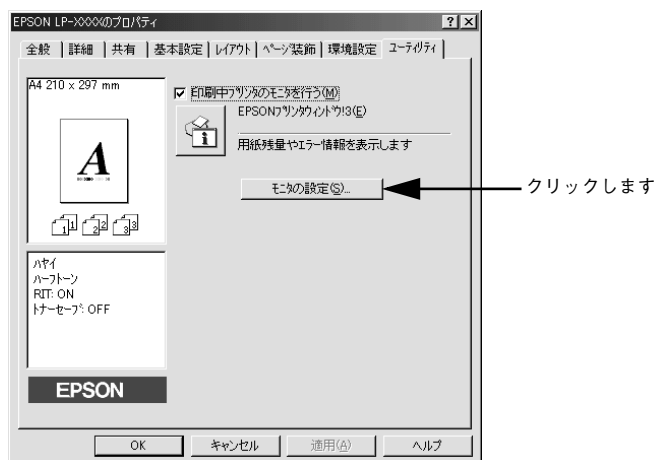 EPSON LP-XXXXのプロパティ
全般 詳細 共有 基本設定 レイアウト ページ装飾 環境設定 ユーティリティ
A4 210 x 297 mm
印刷中プリンタのモニタを行う(M)
EPSONプリンタウィンドウ!3(E)
用紙残量やエラー情報を表示します
A
モニタの設定(S)...
クリックします
1 1 2 2 3 3
ハヤイ
ハーフトーン
RIT: ON
トナーセーブ: OFF
EPSON
OK キャンセル 適用(A) ヘルプ